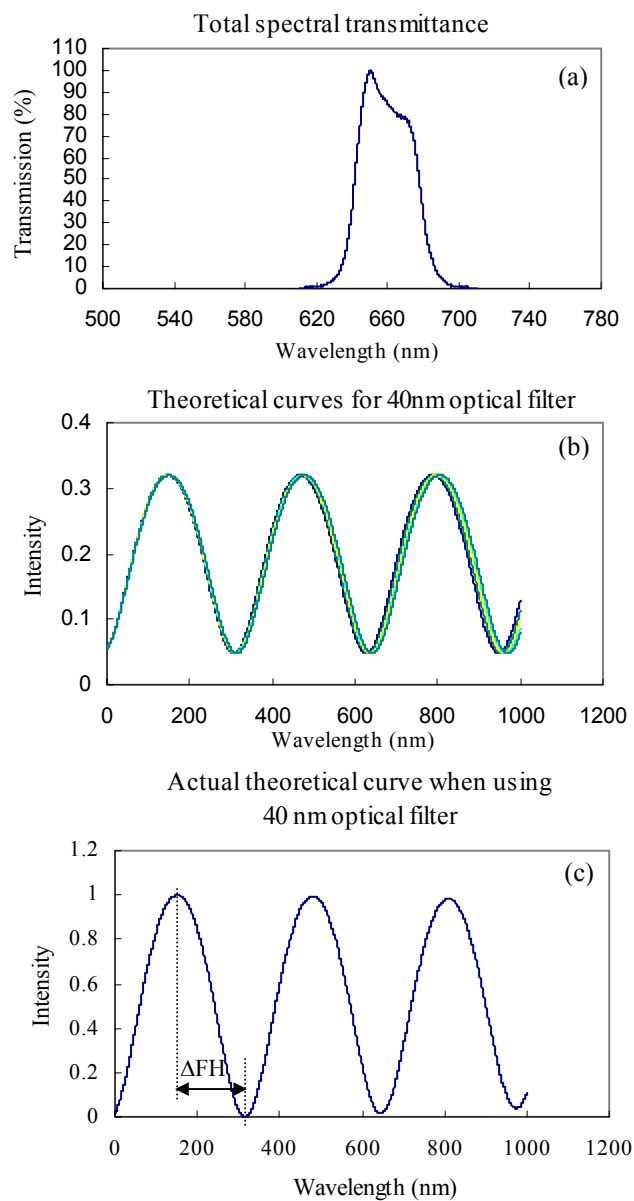 Total spectral transmittance
(a)
Transmission (%)
110
100
90
80
70
60
50
40
30
20
10
0
500 540 580 620 660 700 740 780
Wavelength (nm)
Theoretical curves for 40nm optical filter
(b)
Intensity
0.4
0.3
0.2
0.1
0
0 200 400 600 800 1000 1200
Wavelength (nm)
Actual theoretical curve when using
40 nm optical filter
(c)
Intensity
1.2
1
0.8
0.6
0.4
0.2
0
ΔFH
0 200 400 600 800 1000 1200
Wavelength (nm)